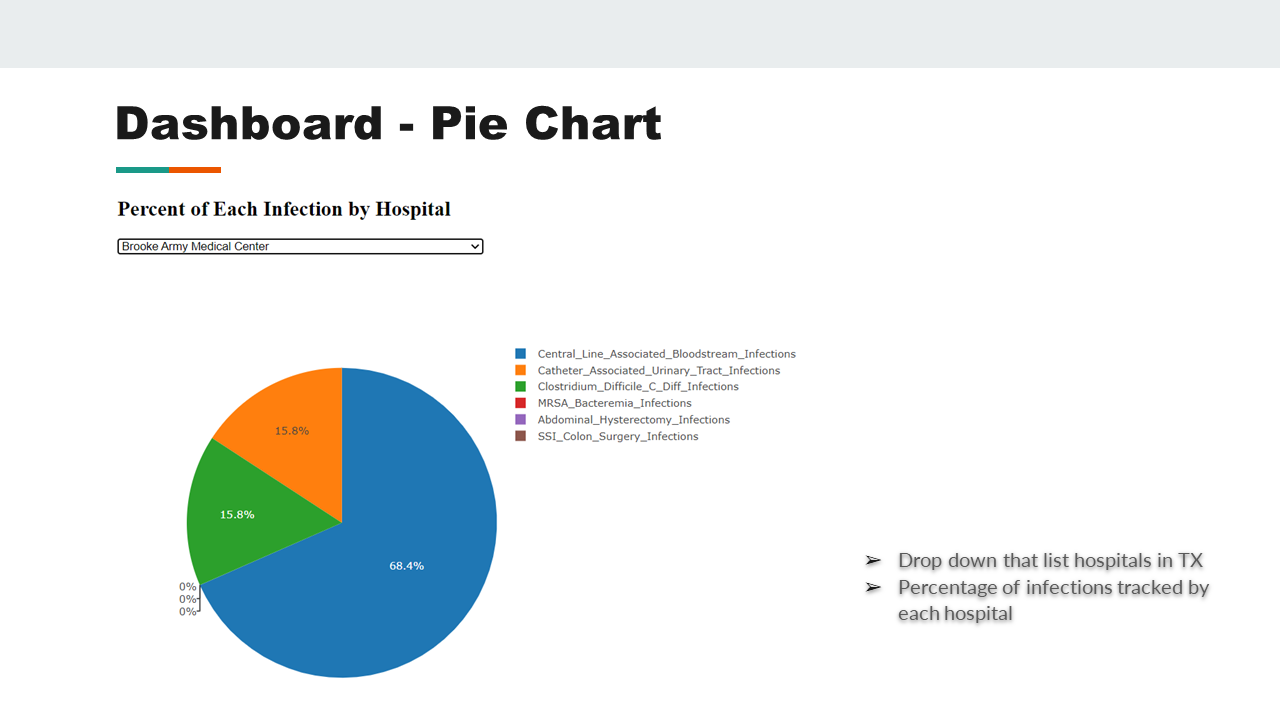 Dashboard - Pie Chart
Percent of Each Infection by Hospital
Brooke Army Medical Center
Central_Line_Associated_Bloodstream_Infections
Catheter_Associated_Urinary_Tract_Infections
Clostridium_Difficile_C_Diff_Infections
MRSA_Bacteremia_Infections
Abdominal_Hysterectomy_Infections
SSI_Colon_Surgery_Infections
15.8%
15.8%
68.4%
0%
0%
0%
➢ Drop down that list hospitals in TX
➢ Percentage of infections tracked by
each hospital